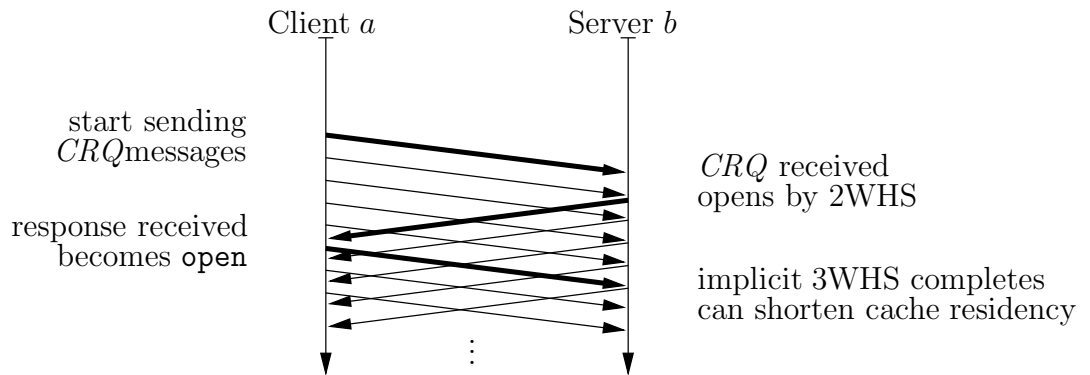 Client a
Server b
start sending
CRQmessages
CRQ received
opens by 2WHS
response received
becomes open
implicit 3WHS completes
can shorten cache residency
⋮